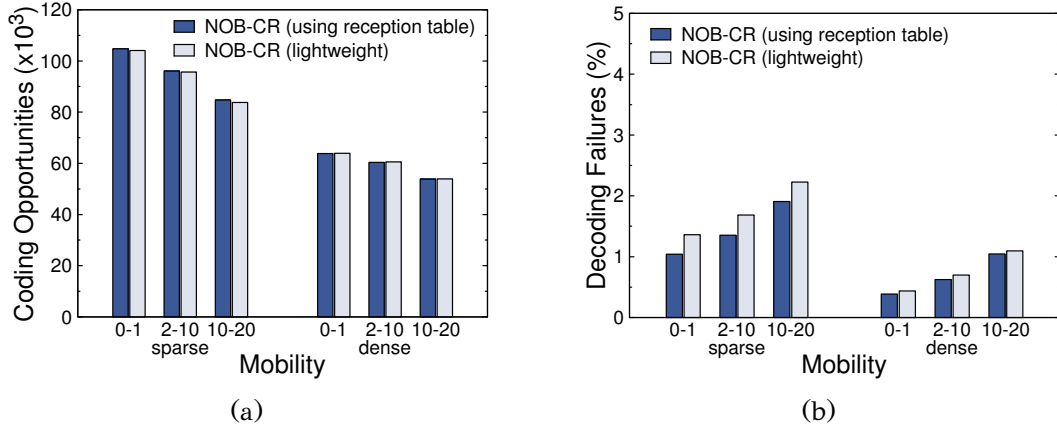 120
100
80
60
40
20
0
Coding Opportunities (x10³)
NOB-CR (using reception table)
NOB-CR (lightweight)
0-1 2-10 10-20 0-1 2-10 10-20
sparse dense
Mobility
(a)
5
4
3
2
1
0
Decoding Failures (%)
NOB-CR (using reception table)
NOB-CR (lightweight)
0-1 2-10 10-20 0-1 2-10 10-20
sparse dense
Mobility
(b)